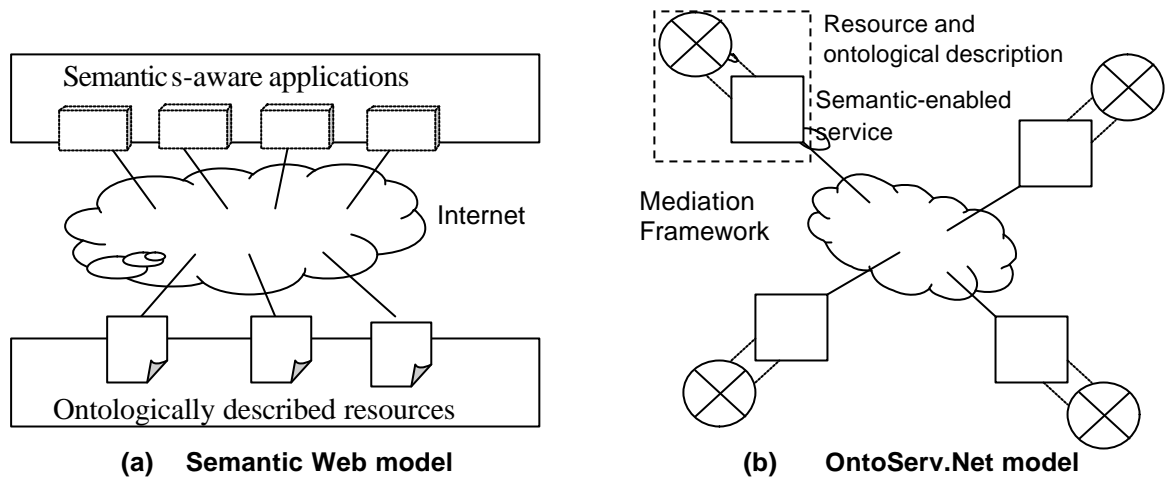 Semantics-aware applications
Internet
Ontologically described resources
(a) Semantic Web model
Resource and
ontological description
Semantic-enabled
service
Mediation
Framework
(b) OntoServ.Net model